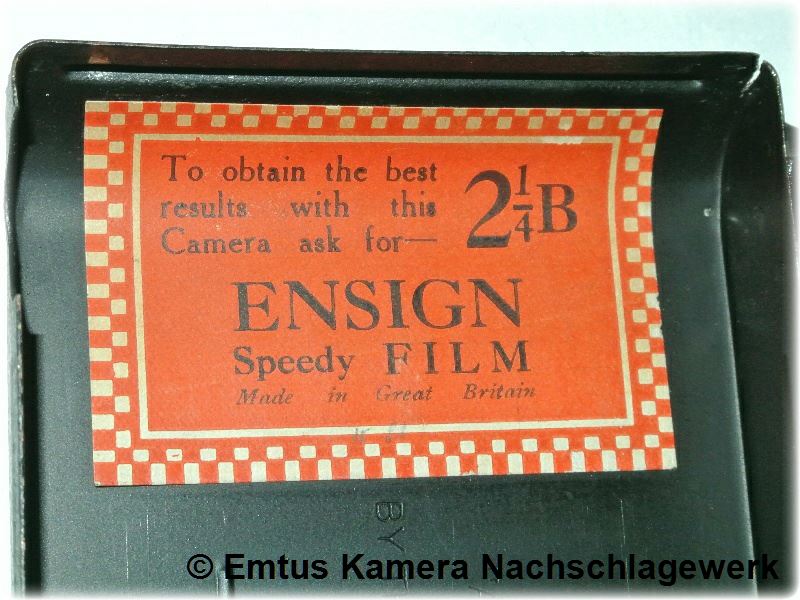 To obtain the best
results with this
Camera ask for—
2¼B
ENSIGN
Speedy FILM
Made in Great Britain
BY
© Emtus Kamera Nachschlagewerk